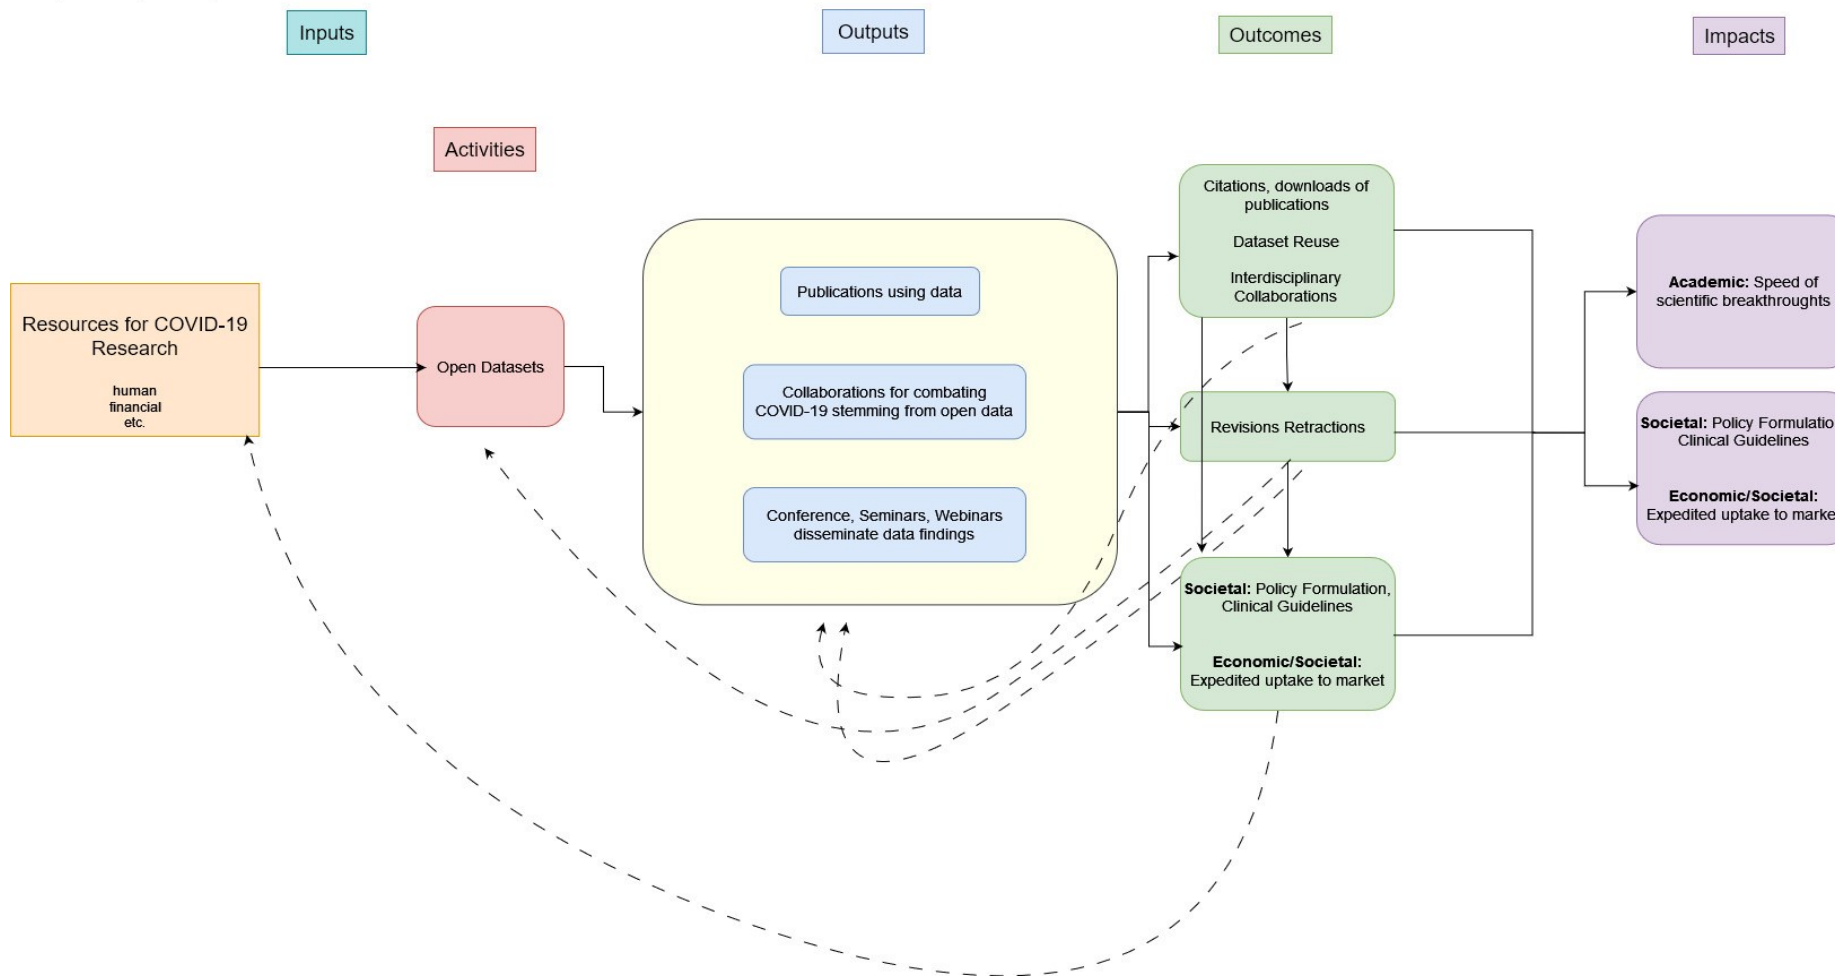 Inputs
Outputs
Outcomes
Impacts
Activities
Resources for COVID-19
Research
human
financial
etc.
Open Datasets
Publications using data
Collaborations for combating
COVID-19 stemming from open data
Conference, Seminars, Webinars
disseminate data findings
Citations, downloads of
publications
Dataset Reuse
Interdisciplinary
Collaborations
Revisions Retractions
Societal: Policy Formulation,
Clinical Guidelines
Economic/Societal:
Expedited uptake to market
Academic: Speed of
scientific breakthroughts
Societal: Policy Formulatio
Clinical Guidelines
Economic/Societal:
Expedited uptake to marke